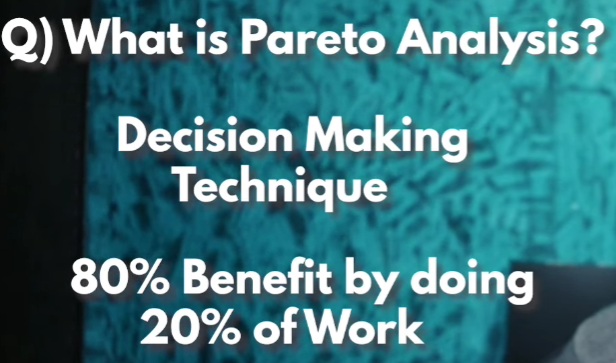 Q) What is Pareto Analysis?
Decision Making
Technique
80% Benefit by doing
20% of Work